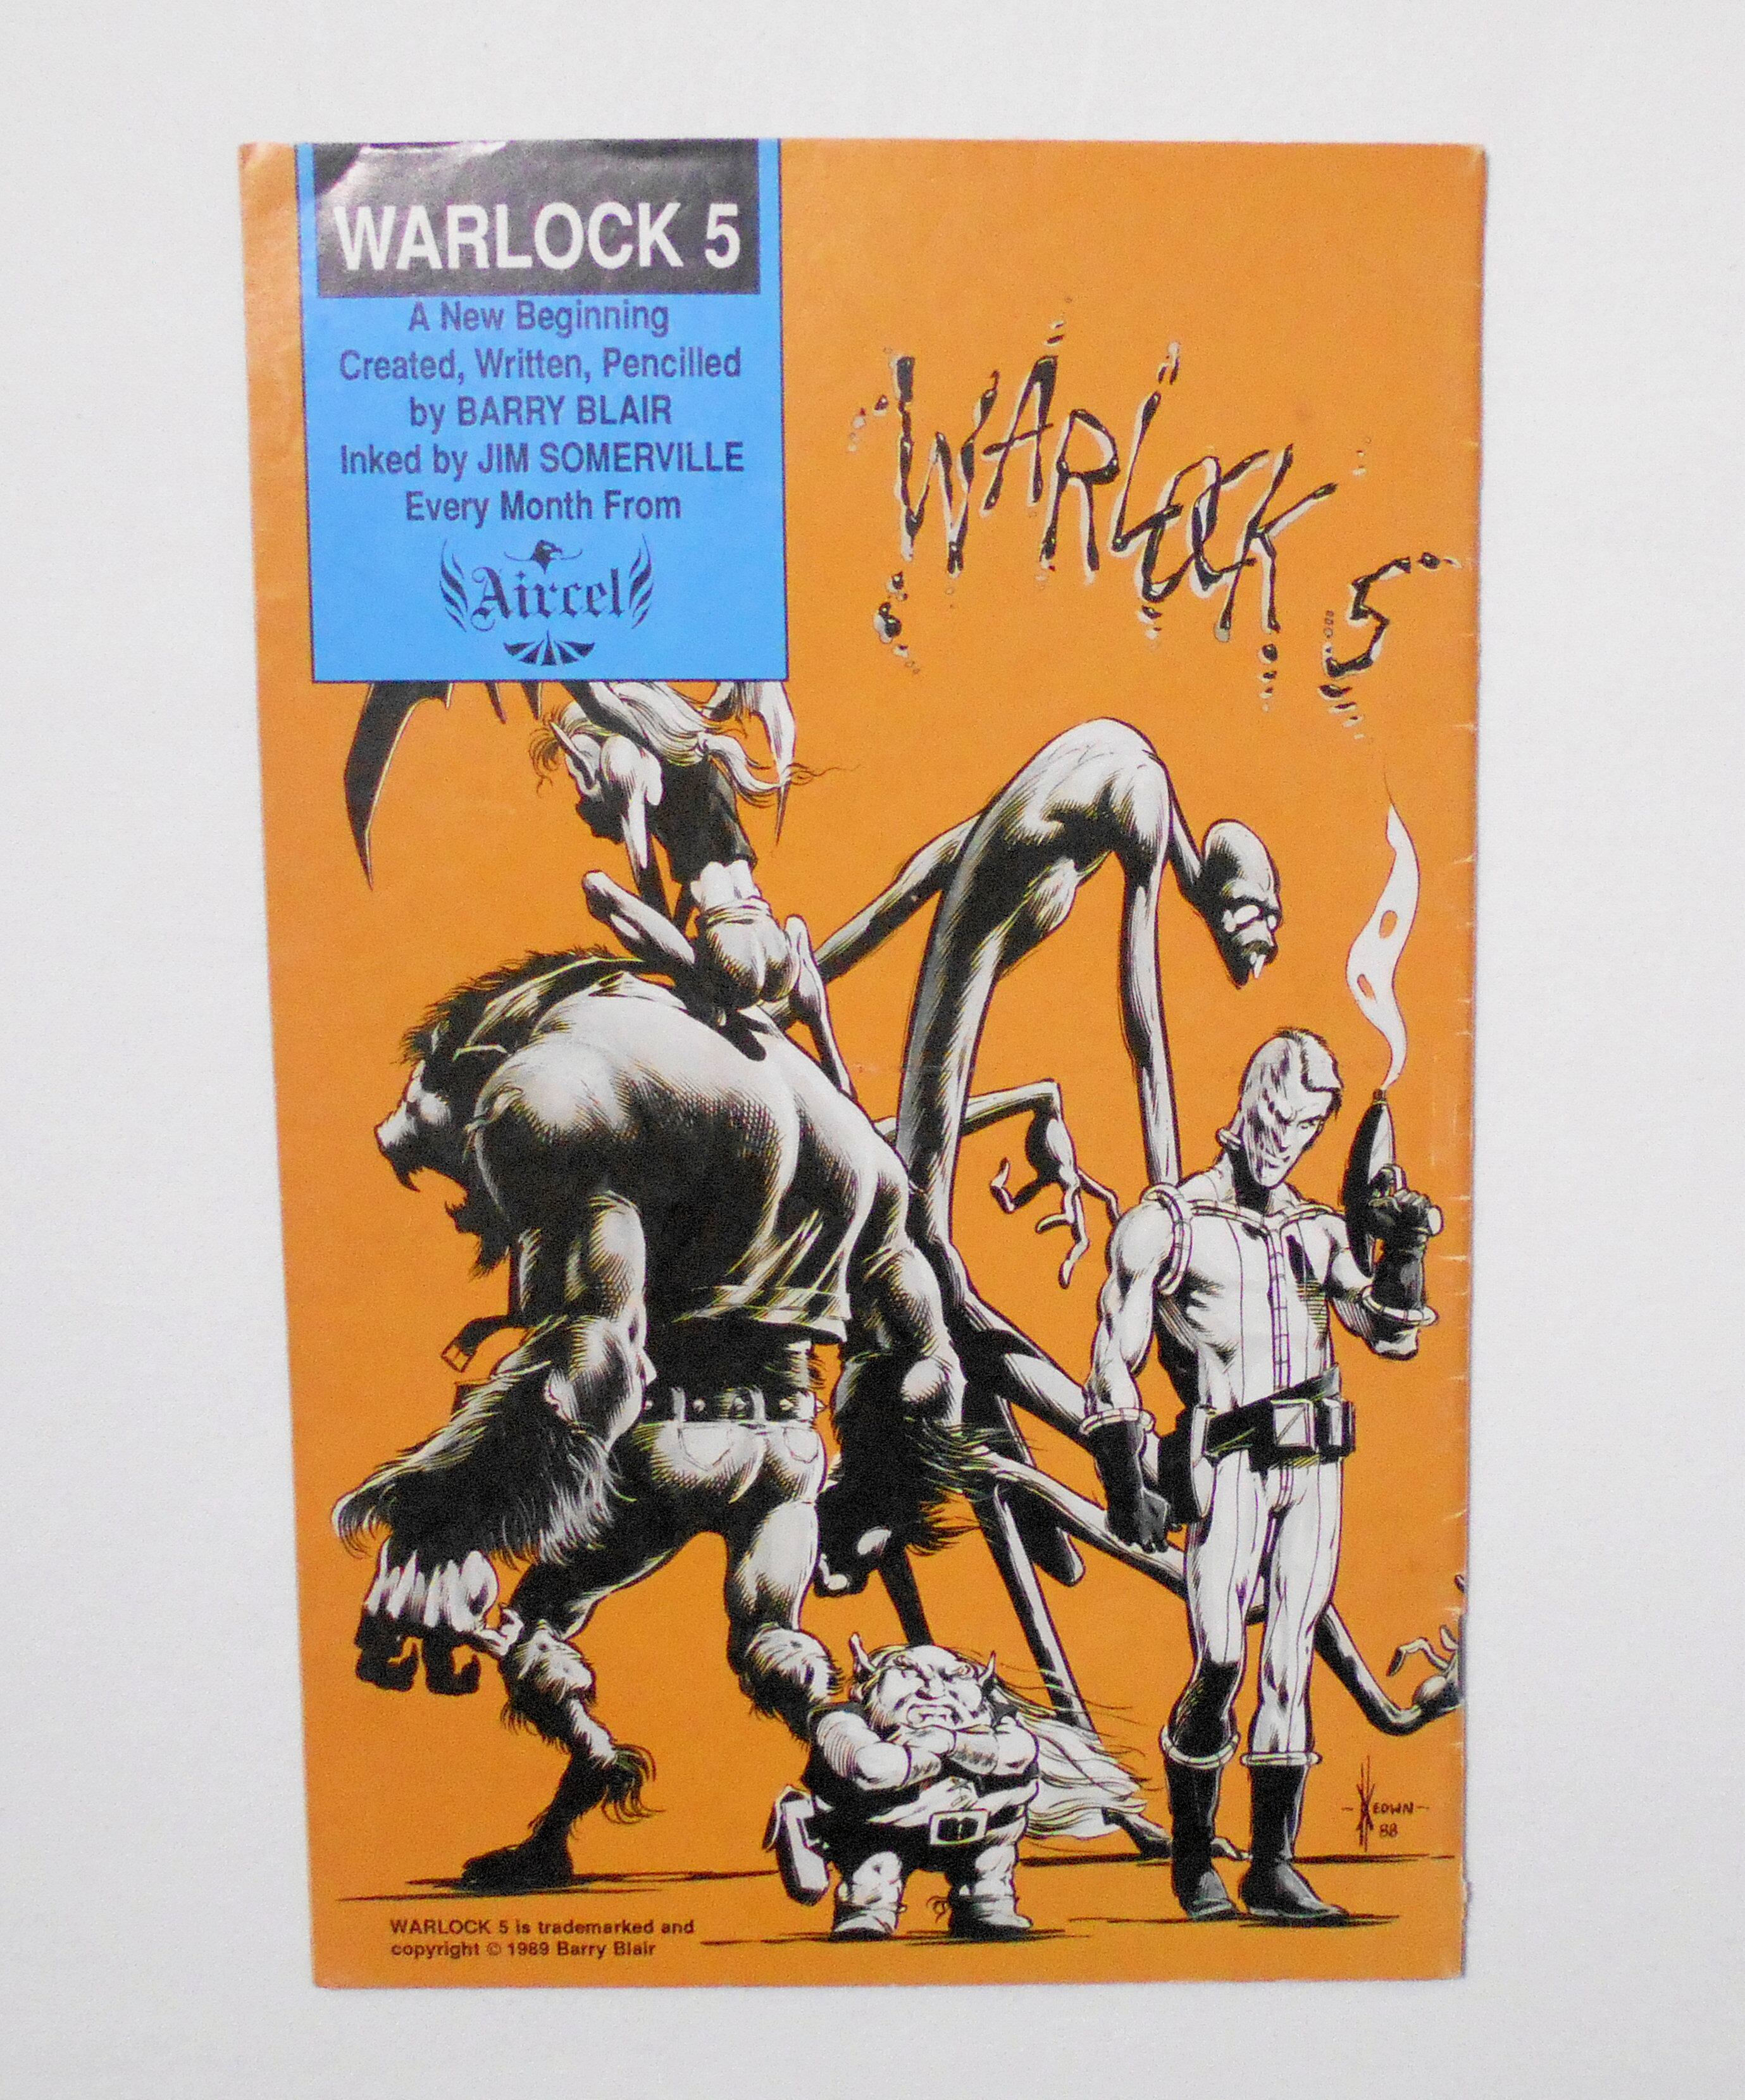 WARLOCK 5
A New Beginning
Created, Written, Pencilled
by BARRY BLAIR
Inked by JIM SOMERVILLE
Every Month From
Aircel
WARLOCK
5
-KEOWN-
88
WARLOCK 5 is trademarked and
copyright © 1989 Barry Blair